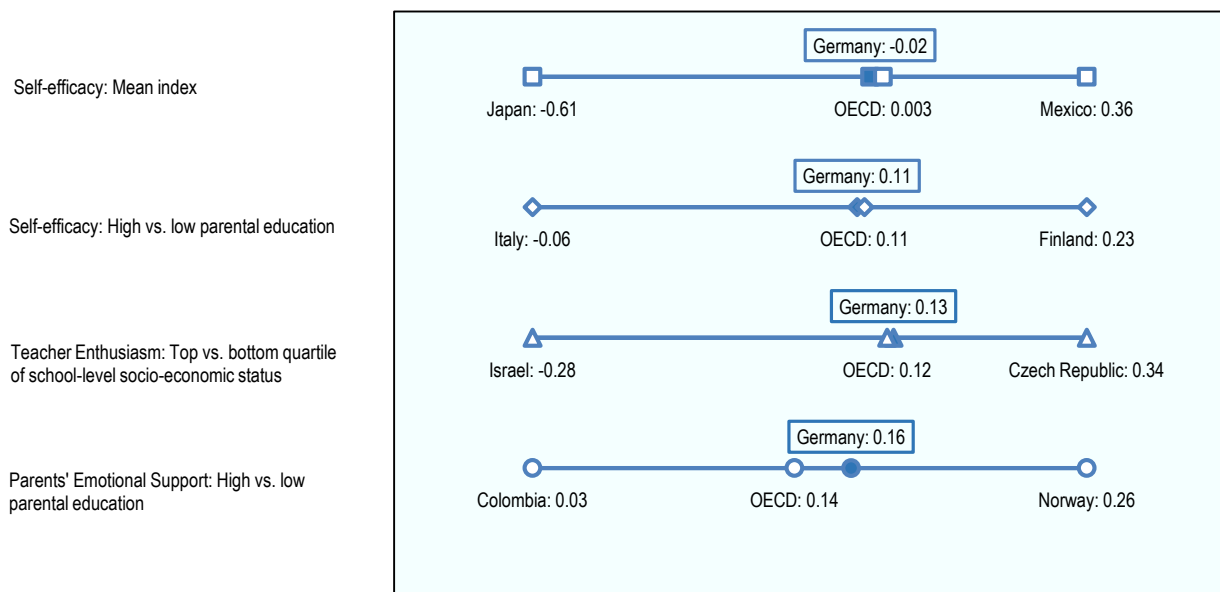 Germany: -0.02
Self-efficacy: Mean index
Japan: -0.61 OECD: 0.003 Mexico: 0.36
Germany: 0.11
Self-efficacy: High vs. low parental education
Italy: -0.06 OECD: 0.11 Finland: 0.23
Germany: 0.13
Teacher Enthusiasm: Top vs. bottom quartile
of school-level socio-economic status
Israel: -0.28 OECD: 0.12 Czech Republic: 0.34
Germany: 0.16
Parents' Emotional Support: High vs. low
parental education
Colombia: 0.03 OECD: 0.14 Norway: 0.26